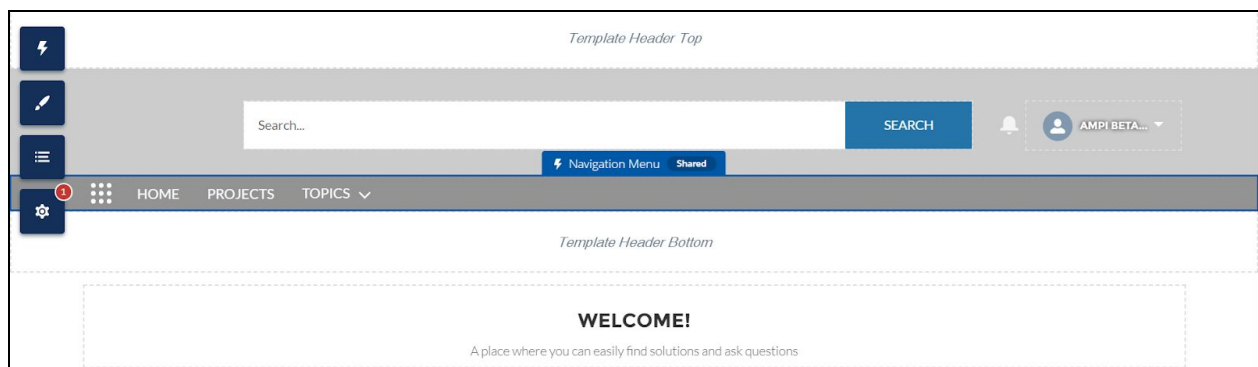 Template Header Top
Search...
SEARCH
AMPI BETA...
Navigation Menu Shared
1
HOME PROJECTS TOPICS
Template Header Bottom
WELCOME!
A place where you can easily find solutions and ask questions